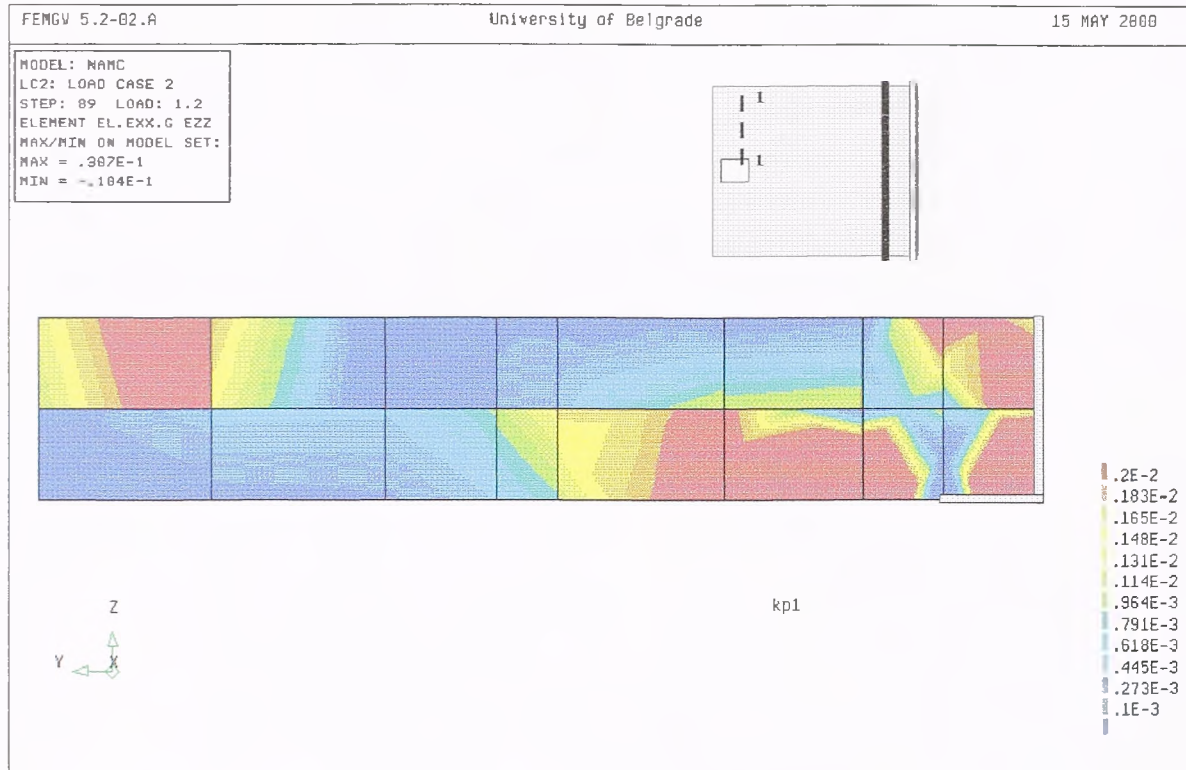 FEMGV 5.2-02.A
University of Belgrade
15 MAY 2000
MODEL: NAMC
LC2: LOAD CASE 2
STEP: 89 LOAD: 1.2
ELEMENT EL.EXX.G EZZ
MAX/MIN ON MODEL SET:
MAX = .307E-1
MIN = -.104E-1
1
1
.2E-2
.183E-2
.165E-2
.148E-2
.131E-2
.114E-2
.964E-3
.791E-3
.618E-3
.445E-3
.273E-3
.1E-3
kp1
Z
Y
X